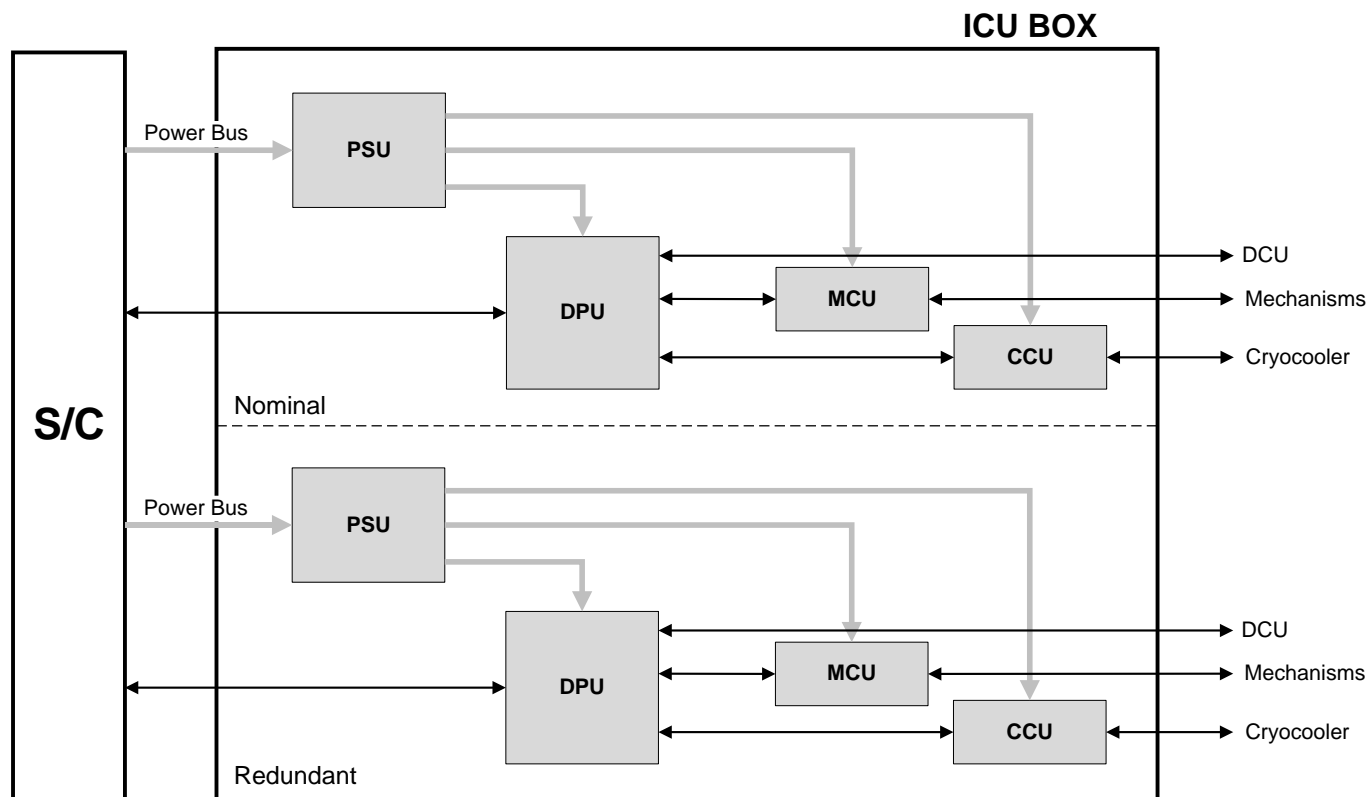 ICU BOX
Power Bus
PSU
DCU
DPU
MCU
Mechanisms
CCU
Cryocooler
Nominal
S/C
Power Bus
PSU
DCU
DPU
MCU
Mechanisms
CCU
Cryocooler
Redundant